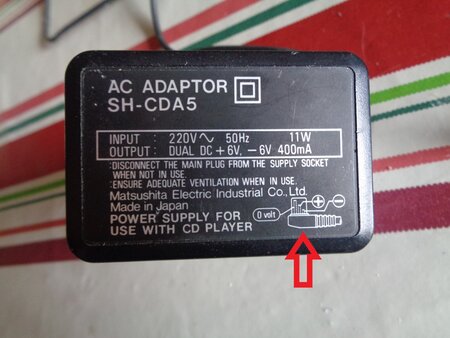 AC ADAPTOR
SH-CDA5
INPUT : 220V 50Hz 11W
OUTPUT : DUAL DC +6V, −6V 400mA
:DISCONNECT THE MAIN PLUG FROM THE SUPPLY SOCKET
WHEN NOT IN USE.
:ENSURE ADEQUATE VENTILATION WHEN IN USE.
Matsushita Electric Industrial Co., Ltd.
Made in Japan
POWER SUPPLY FOR
USE WITH CD PLAYER
0 volt
+ −